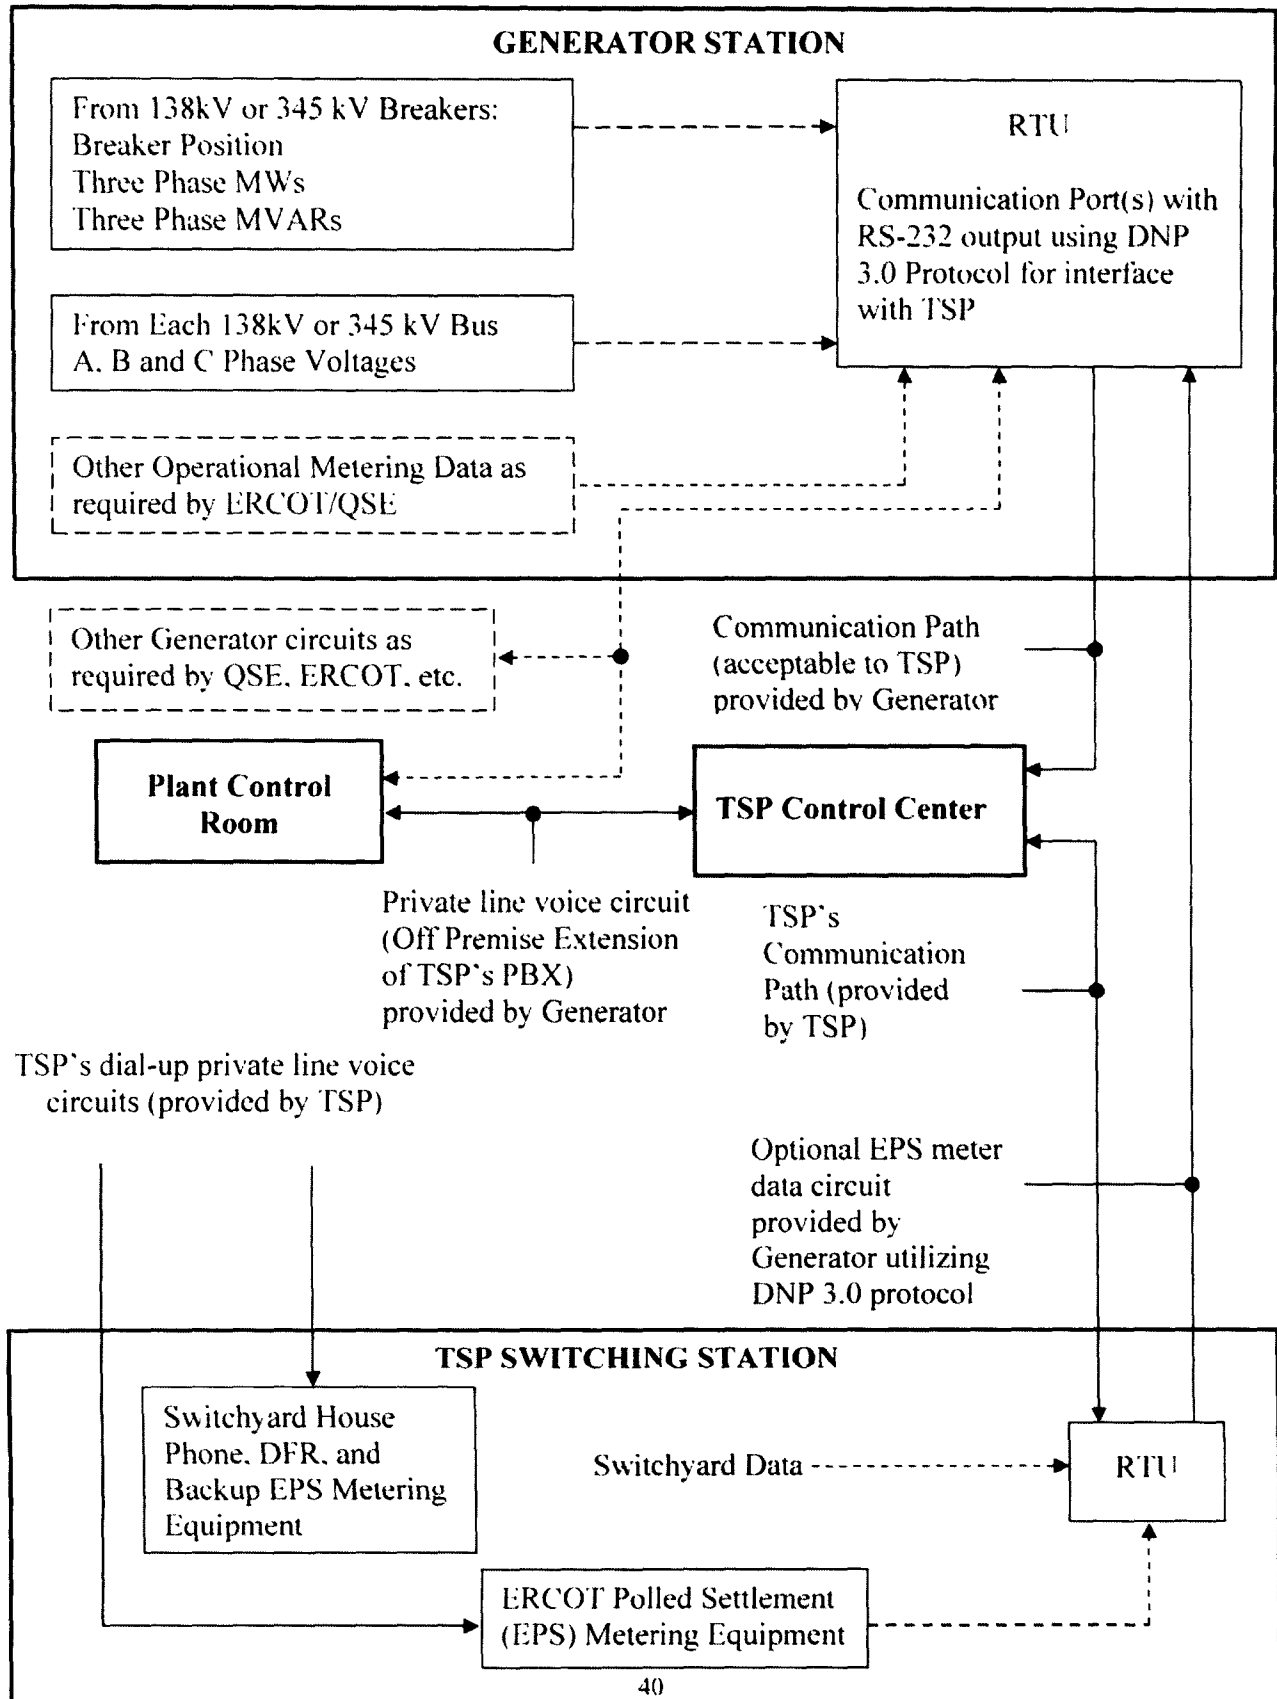 GENERATOR STATION
From 138kV or 345 kV Breakers:
Breaker Position
Three Phase MWs
Three Phase MVARs
RTU
Communication Port(s) with
RS-232 output using DNP
3.0 Protocol for interface
with TSP
From Each 138kV or 345 kV Bus
A, B and C Phase Voltages
Other Operational Metering Data as
required by ERCOT/QSE
Other Generator circuits as
required by QSE, ERCOT, etc.
Communication Path
(acceptable to TSP)
provided by Generator
Plant Control
Room
TSP Control Center
Private line voice circuit
(Off Premise Extension
of TSP's PBX)
provided by Generator
TSP's
Communication
Path (provided
by TSP)
TSP's dial-up private line voice
circuits (provided by TSP)
Optional EPS meter
data circuit
provided by
Generator utilizing
DNP 3.0 protocol
TSP SWITCHING STATION
Switchyard House
Phone, DFR, and
Backup EPS Metering
Equipment
Switchyard Data
RTU
ERCOT Polled Settlement
(EPS) Metering Equipment
40